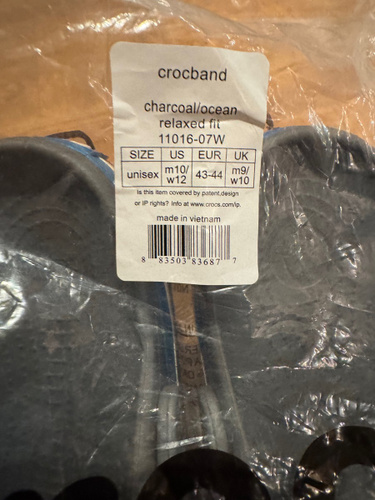 crocband
charcoal/ocean
relaxed fit
11016-07W
SIZE US EUR UK
unisex m10/w12 43-44 m9/w10
Is this item covered by patent,design
or IP rights? Info at www.crocs.com/ip.
made in vietnam
8 83503 83687 7